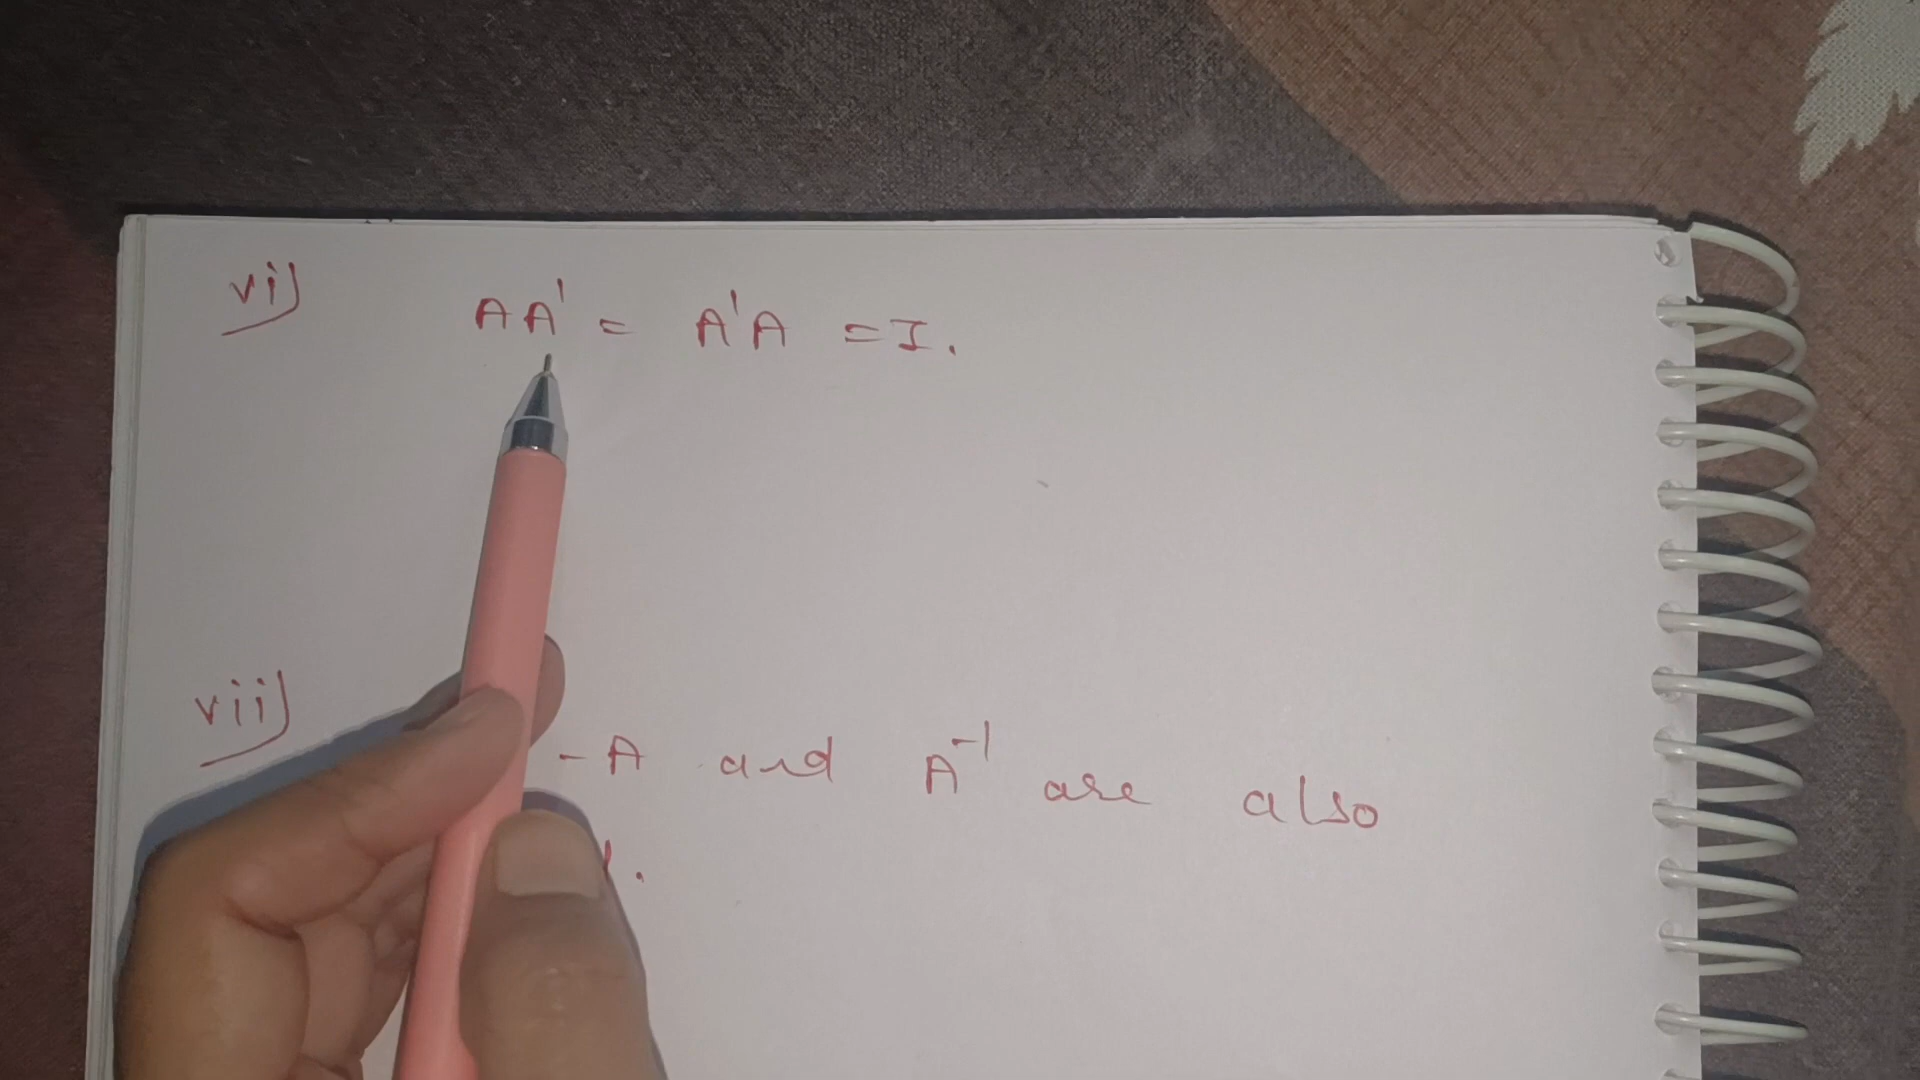 vi) AA' = A'A = I.
vii) -A and A⁻¹ are also